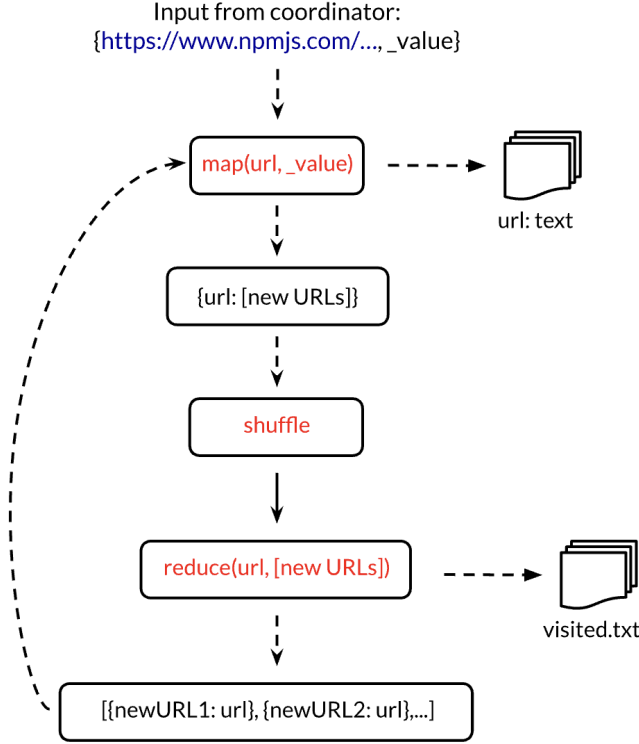 Input from coordinator:
{https://www.npmjs.com/..., _value}
map(url, _value)
url: text
{url: [new URLs]}
shuffle
reduce(url, [new URLs])
visited.txt
[{newURL1: url}, {newURL2: url},...]